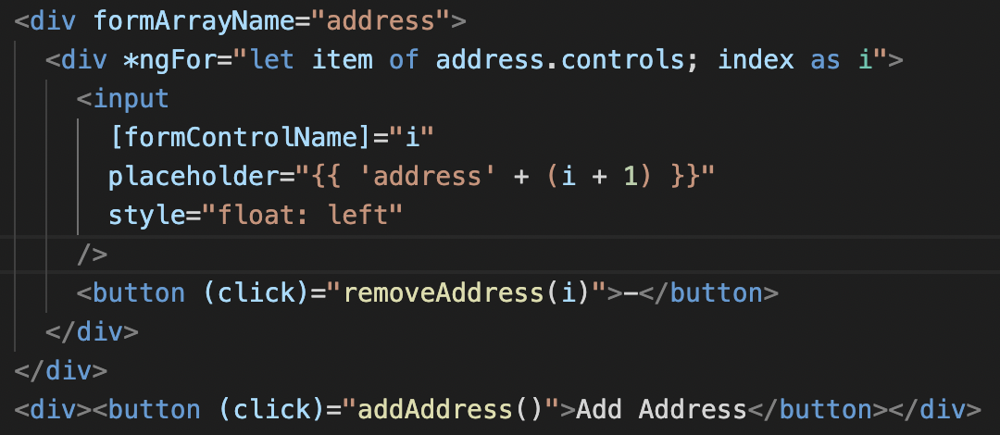 <div formArrayName="address">
<div *ngFor="let item of address.controls; index as i">
<input
[formControlName]="i"
placeholder="{{ 'address' + (i + 1) }}"
style="float: left"
/>
<button (click)="removeAddress(i)">-</button>
</div>
</div>
<div><button (click)="addAddress()">Add Address</button></div>